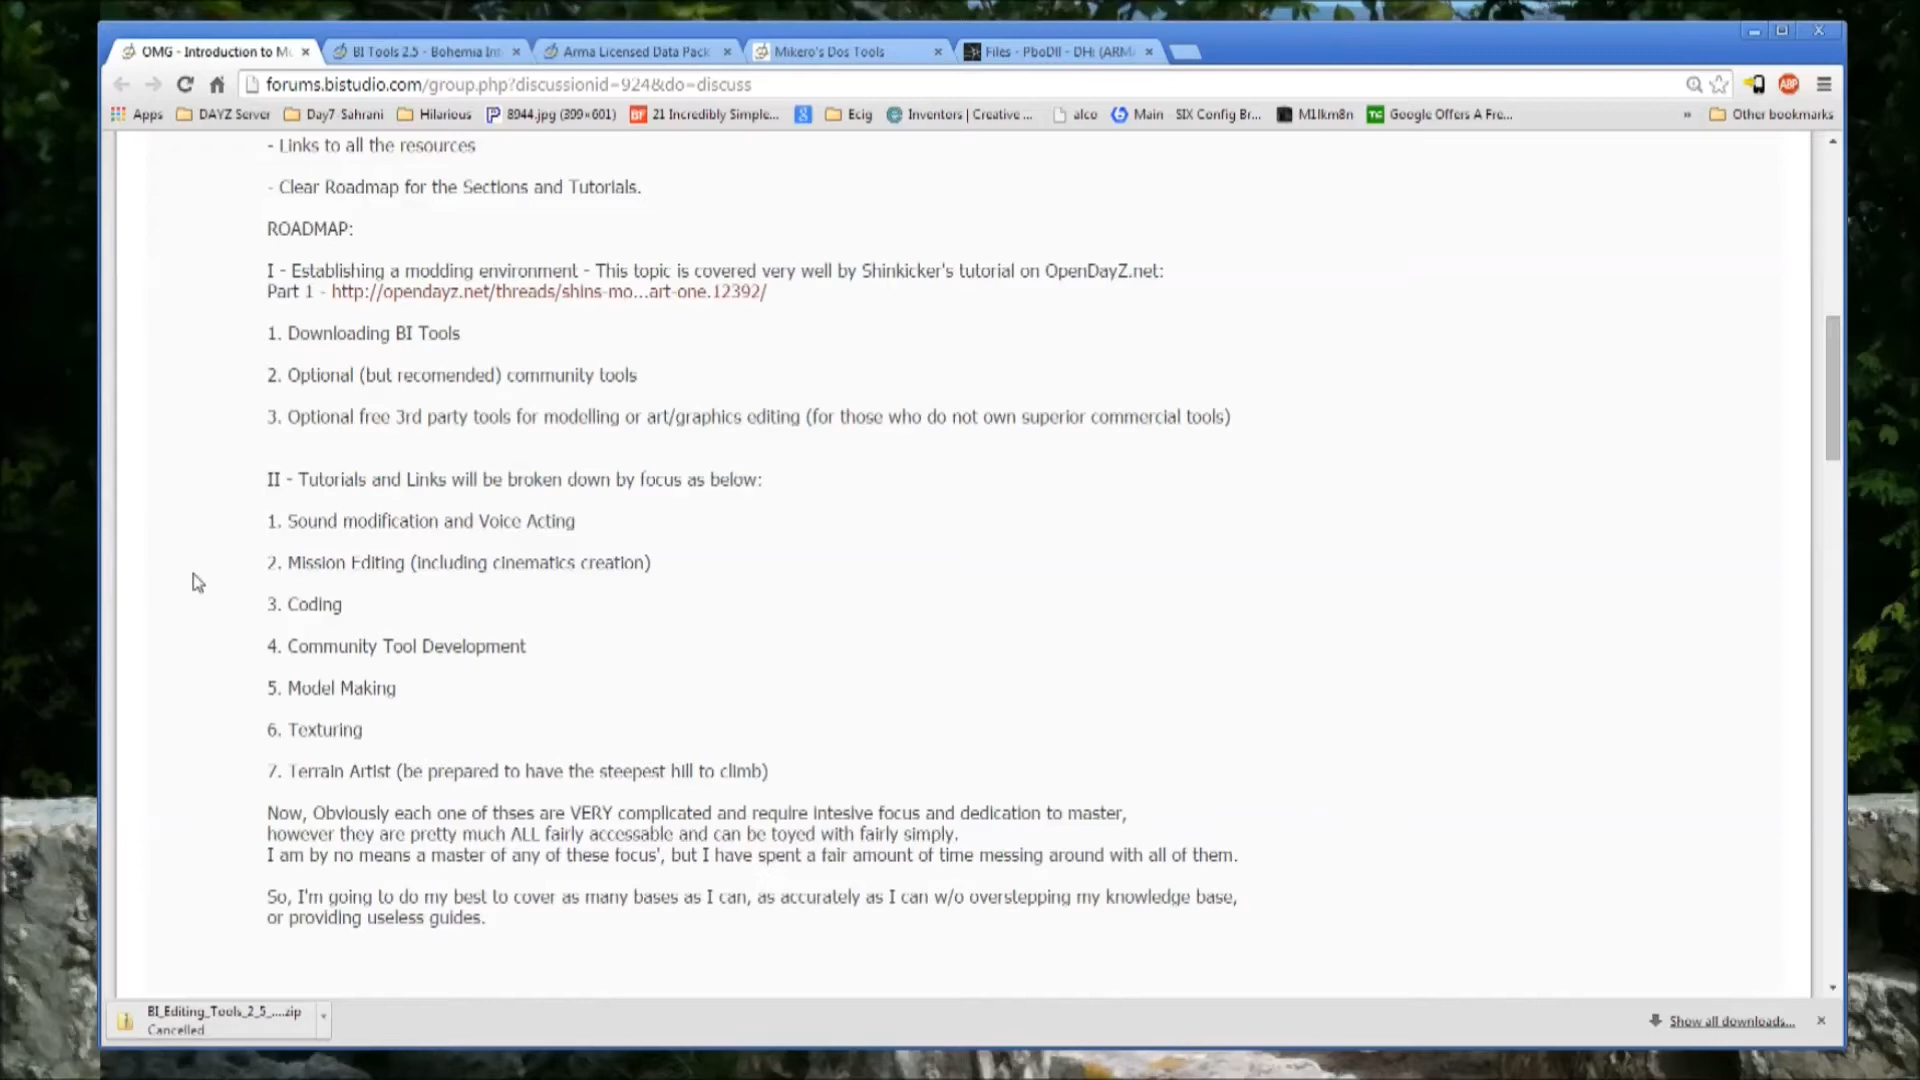 OMG - Introduction to Mo
BI Tools 2.5 - Bohemia Int
Arma Licensed Data Pack
Mikero's Dos Tools
Files - PboDll - DH: (ARMA
forums.bistudio.com/group.php?discussionid=924&do=discuss
ABP
Apps
DAYZ Server
Day7 Sahrani
Hilarious
8944.jpg (399×601)
BF
21 Incredibly Simple...
Ecig
Inventors | Creative ...
alco
Main
SIX Config Br...
M1lkm8n
TC
Google Offers A Fre...
»
Other bookmarks
- Links to all the resources
- Clear Roadmap for the Sections and Tutorials.
ROADMAP:
I - Establishing a modding environment - This topic is covered very well by Shinkicker's tutorial on OpenDayZ.net:
Part 1 - http://opendayz.net/threads/shins-mo...art-one.12392/
1. Downloading BI Tools
2. Optional (but recomended) community tools
3. Optional free 3rd party tools for modelling or art/graphics editing (for those who do not own superior commercial tools)
II - Tutorials and Links will be broken down by focus as below:
1. Sound modification and Voice Acting
2. Mission Editing (including cinematics creation)
3. Coding
4. Community Tool Development
5. Model Making
6. Texturing
7. Terrain Artist (be prepared to have the steepest hill to climb)
Now, Obviously each one of thses are VERY complicated and require intesive focus and dedication to master,
however they are pretty much ALL fairly accessable and can be toyed with fairly simply.
I am by no means a master of any of these focus', but I have spent a fair amount of time messing around with all of them.
So, I'm going to do my best to cover as many bases as I can, as accurately as I can w/o overstepping my knowledge base,
or providing useless guides.
BI_Editing_Tools_2_5_....zip
Cancelled
Show all downloads...